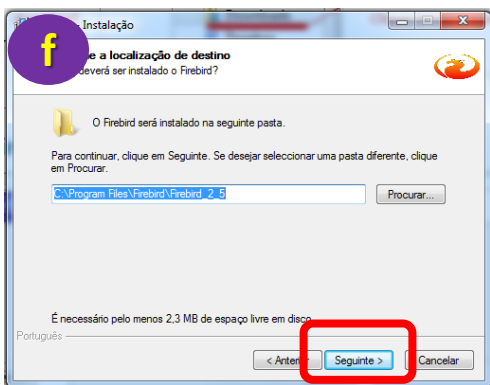 - Instalação
f
e a localização de destino
deverá ser instalado o Firebird?
O Firebird será instalado na seguinte pasta.
Para continuar, clique em Seguinte. Se desejar seleccionar uma pasta diferente, clique
em Procurar.
C:\Program Files\Firebird\Firebird_2_5
Procurar...
É necessário pelo menos 2,3 MB de espaço livre em disco.
Português
< Anterior
Seguinte >
Cancelar